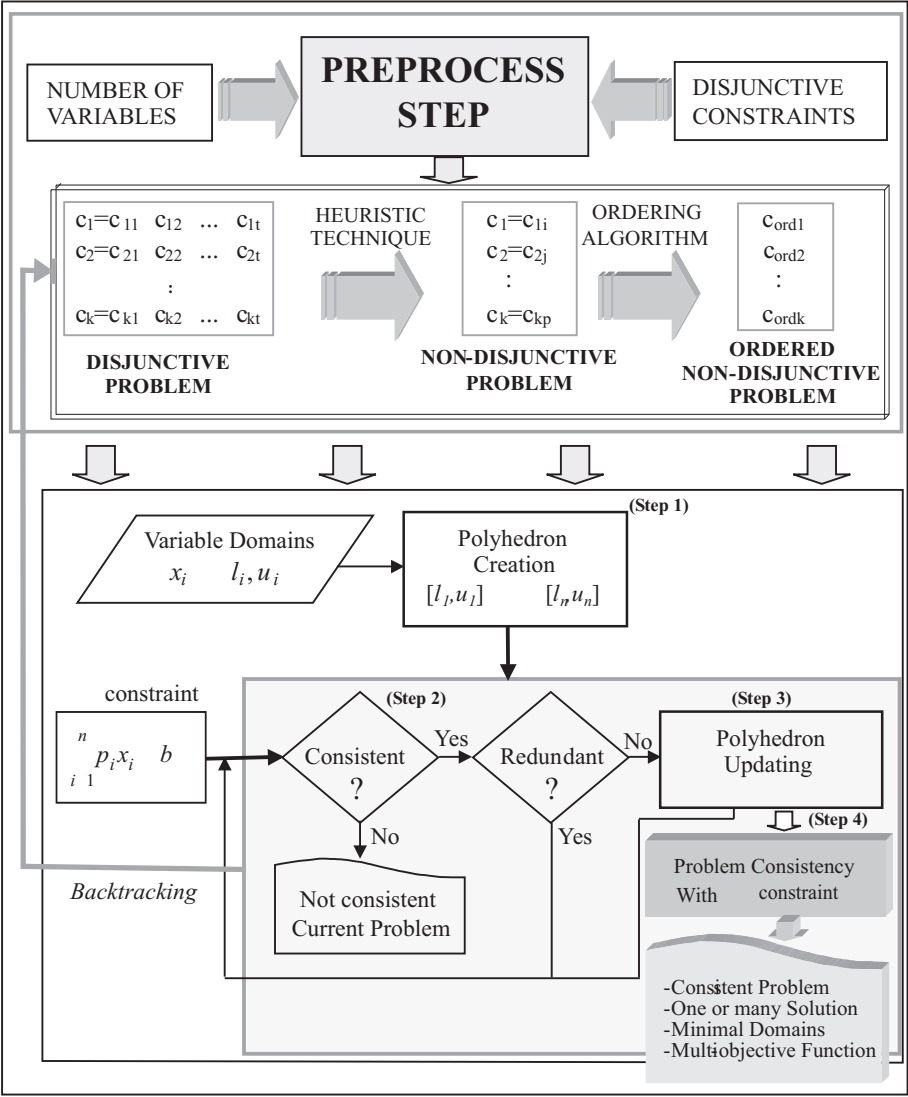 NUMBER OF
VARIABLES
PREPROCESS
STEP
DISJUNCTIVE
CONSTRAINTS
c1=c11 c12 ... c1t
c2=c21 c22 ... c2t
:
ck=ck1 ck2 ... ckt
DISJUNCTIVE
PROBLEM
HEURISTIC
TECHNIQUE
c1=c1i
c2=c2j
:
ck=ckp
NON-DISJUNCTIVE
PROBLEM
ORDERING
ALGORITHM
cord1
cord2
:
cordk
ORDERED
NON-DISJUNCTIVE
PROBLEM
(Step 1)
Variable Domains
xi li,ui
Polyhedron
Creation
[l1,u1] [ln,un]
constraint
n
pixi b
i 1
(Step 2)
Consistent
?
Yes
No
Redundant
?
No
Yes
(Step 3)
Polyhedron
Updating
(Step 4)
Not consistent
Current Problem
Backtracking
Problem Consistency
With constraint
-Consistent Problem
-One or many Solution
-Minimal Domains
-Multi-objective Function